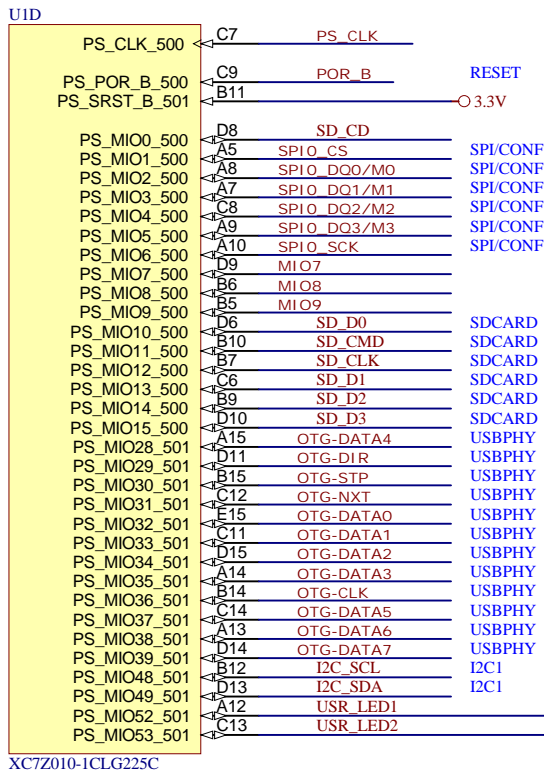 U1D
PS_CLK_500 C7 PS_CLK
PS_POR_B_500 C9 POR_B RESET
PS_SRST_B_501 B11 3.3V
PS_MIO0_500 D8 SD_CD
PS_MIO1_500 A5 SPI0_CS SPI/CONF
PS_MIO2_500 A8 SPI0_DQ0/M0 SPI/CONF
PS_MIO3_500 A7 SPI0_DQ1/M1 SPI/CONF
PS_MIO4_500 C8 SPI0_DQ2/M2 SPI/CONF
PS_MIO5_500 A9 SPI0_DQ3/M3 SPI/CONF
PS_MIO6_500 A10 SPI0_SCK SPI/CONF
PS_MIO7_500 D9 MIO7
PS_MIO8_500 B6 MIO8
PS_MIO9_500 B5 MIO9
PS_MIO10_500 D6 SD_D0 SDCARD
PS_MIO11_500 B10 SD_CMD SDCARD
PS_MIO12_500 B7 SD_CLK SDCARD
PS_MIO13_500 C6 SD_D1 SDCARD
PS_MIO14_500 B9 SD_D2 SDCARD
PS_MIO15_500 D10 SD_D3 SDCARD
PS_MIO28_501 A15 OTG-DATA4 USBPHY
PS_MIO29_501 D11 OTG-DIR USBPHY
PS_MIO30_501 B15 OTG-STP USBPHY
PS_MIO31_501 C12 OTG-NXT USBPHY
PS_MIO32_501 E15 OTG-DATA0 USBPHY
PS_MIO33_501 C11 OTG-DATA1 USBPHY
PS_MIO34_501 D15 OTG-DATA2 USBPHY
PS_MIO35_501 A14 OTG-DATA3 USBPHY
PS_MIO36_501 B14 OTG-CLK USBPHY
PS_MIO37_501 C14 OTG-DATA5 USBPHY
PS_MIO38_501 A13 OTG-DATA6 USBPHY
PS_MIO39_501 D14 OTG-DATA7 USBPHY
PS_MIO48_501 B12 I2C_SCL I2C1
PS_MIO49_501 D13 I2C_SDA I2C1
PS_MIO52_501 A12 USR_LED1
PS_MIO53_501 C13 USR_LED2
XC7Z010-1CLG225C